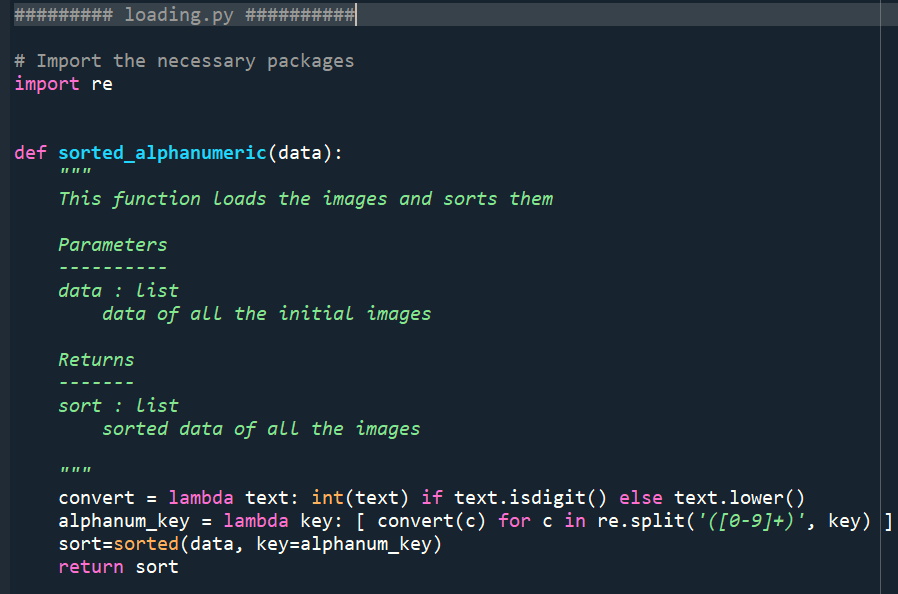 ######### loading.py ##########
# Import the necessary packages
import re
def sorted_alphanumeric(data):
    """
    This function loads the images and sorts them
    Parameters
    ----------
    data : list
        data of all the initial images
    Returns
    -------
    sort : list
        sorted data of all the images
    """
    convert = lambda text: int(text) if text.isdigit() else text.lower()
    alphanum_key = lambda key: [ convert(c) for c in re.split('([0-9]+)', key) ]
    sort=sorted(data, key=alphanum_key)
    return sort